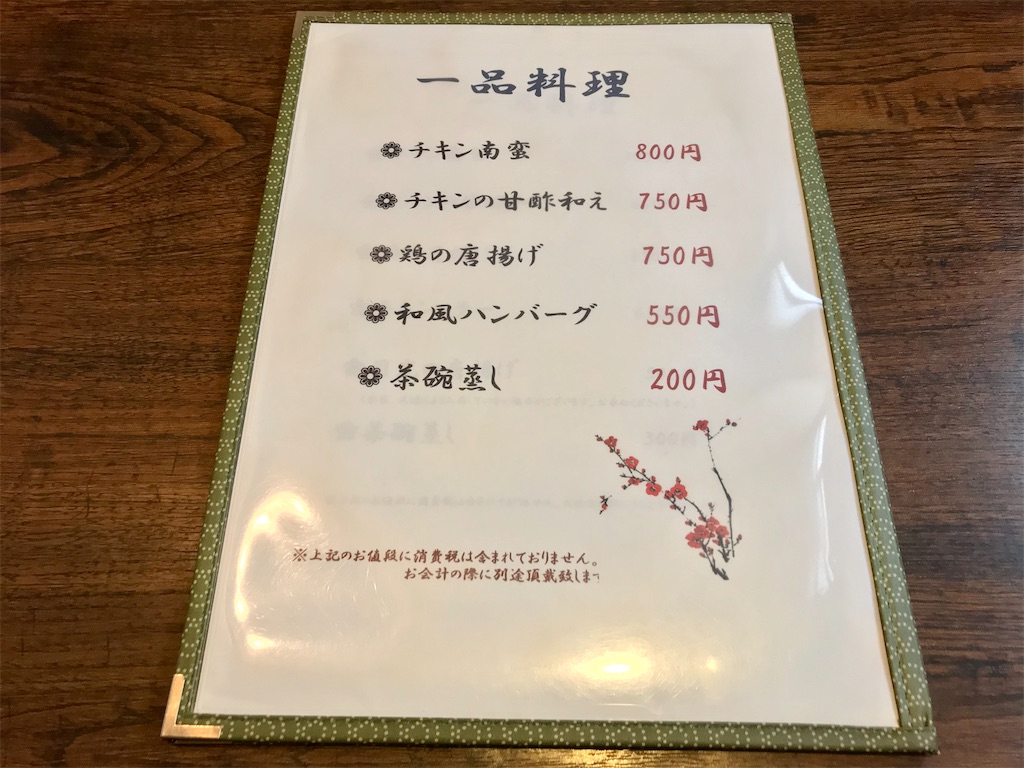 一品料理
チキン南蛮 800円
チキンの甘酢和え 750円
鶏の唐揚げ 750円
和風ハンバーグ 550円
茶碗蒸し 200円
※上記のお値段に消費税は含まれておりません。
お会計の際に別途頂戴致しま